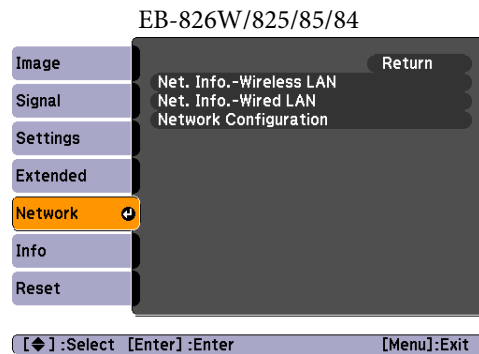 EB-826W/825/85/84
Image
Signal
Settings
Extended
Network
Info
Reset
Return
Net. Info.-Wireless LAN
Net. Info.-Wired LAN
Network Configuration
[◆] :Select [Enter] :Enter [Menu]:Exit